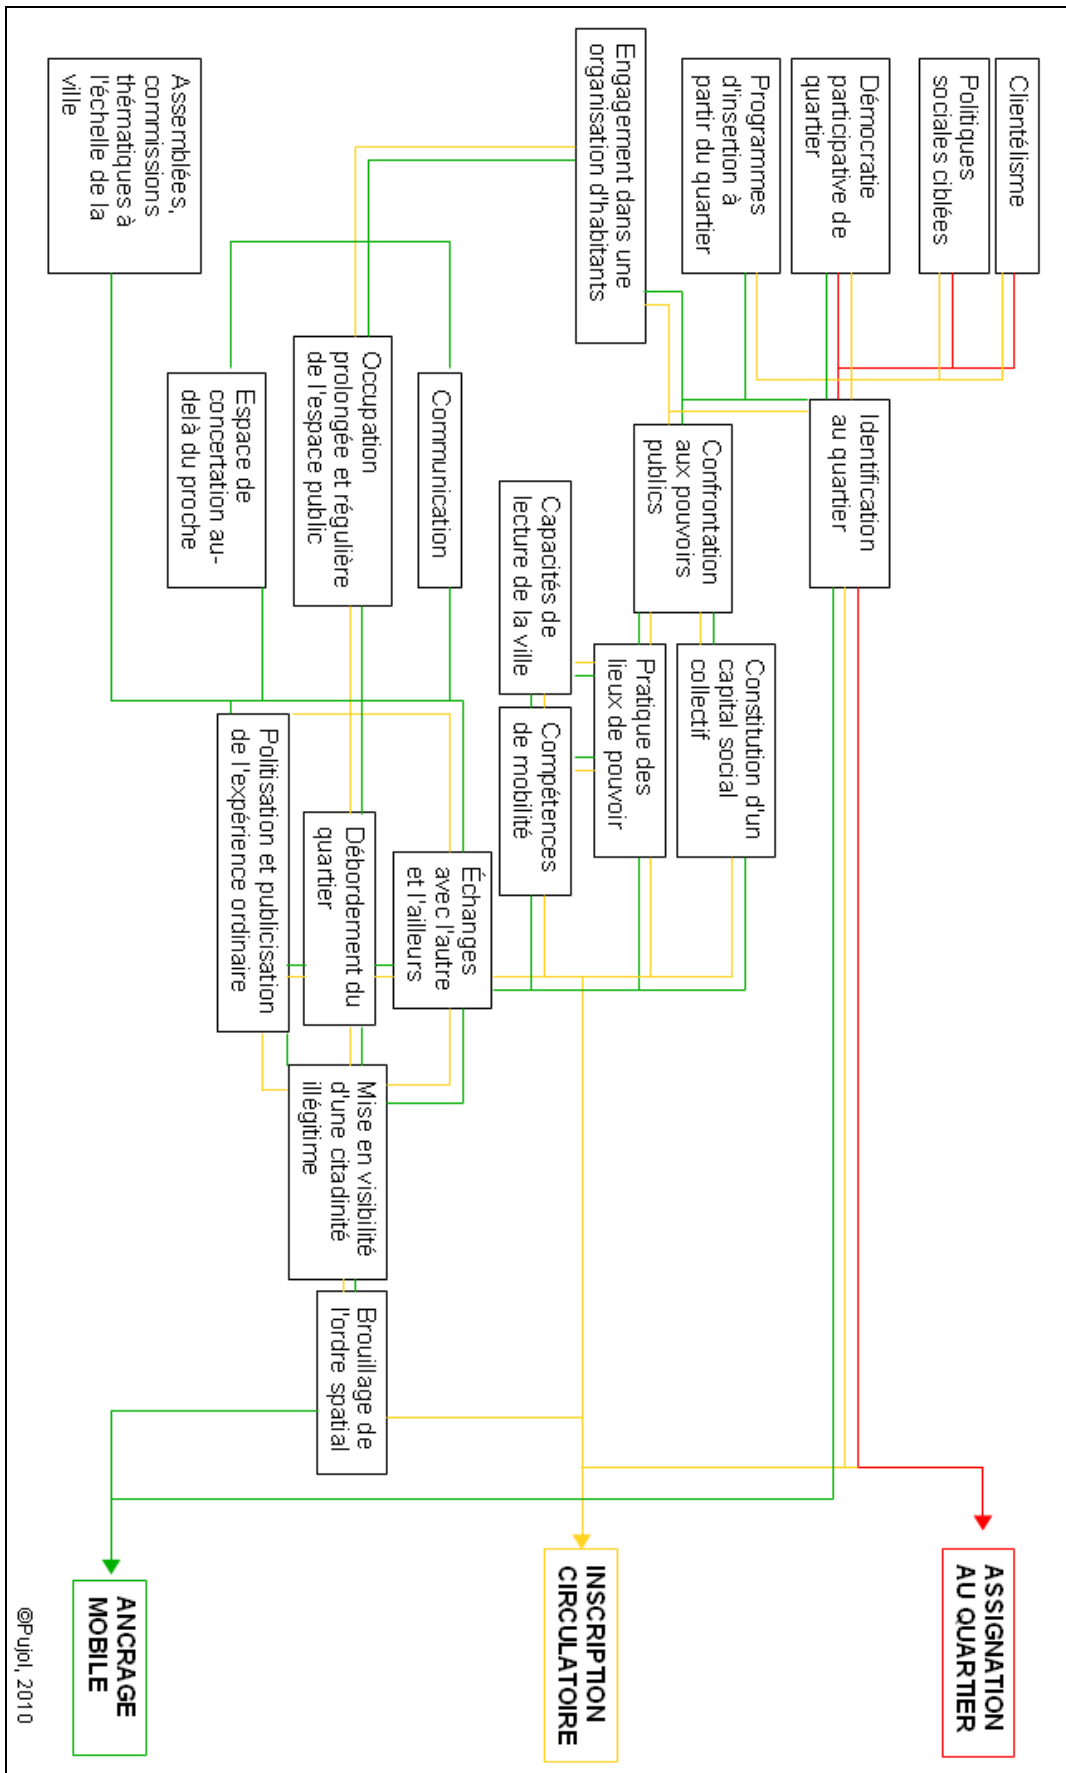 Clientélisme
Politiques
sociales ciblées
Démocratie
participative de
quartier
Programmes
d'insertion à
partir du quartier
Engagement dans une
organisation d'habitants
Assemblées,
commissions
thématiques à
l'échelle de la
ville
Identification
au quartier
Confrontation
aux pouvoirs
publics
Capacités de
lecture de la ville
Communication
Occupation
prolongée et régulière
de l'espace public
Espace de
concertation au-
delà du proche
Constitution d'un
capital social
collectif
Pratique des
lieux de pouvoir
Compétences
de mobilité
Échanges
avec l'autre
et l'ailleurs
Débordement du
quartier
Politisation et publicisation
de l'expérience ordinaire
Mise en visibilité
d'une citadinité
illégitime
Brouillage de
l'ordre spatial
ASSIGNATION
AU QUARTIER
INSCRIPTION
CIRCULATOIRE
ANCRAGE
MOBILE
©Pujol, 2010